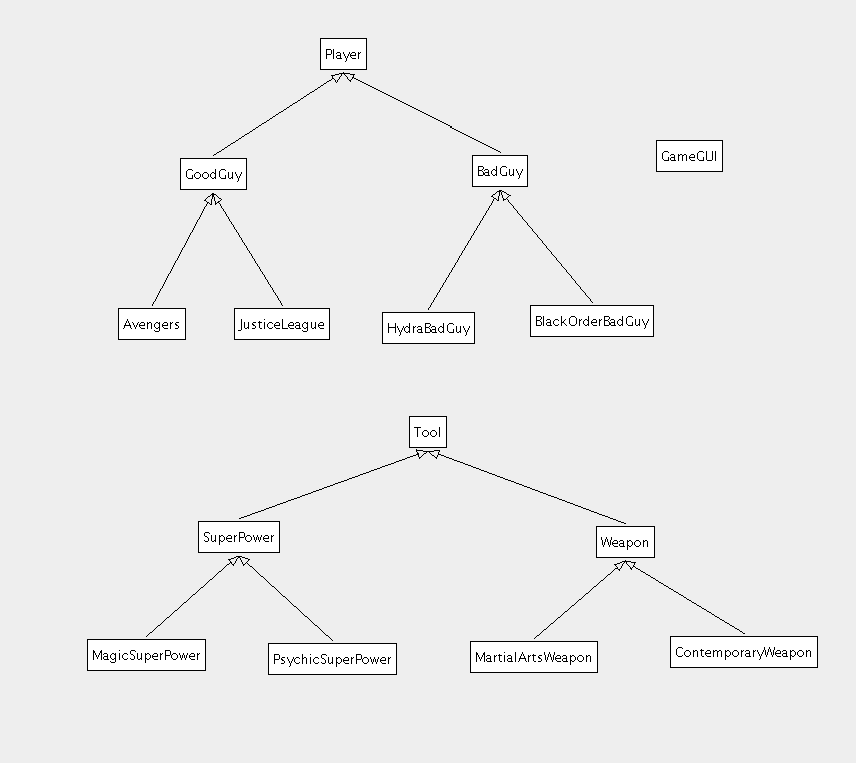 Player
GoodGuy
BadGuy
GameGUI
Avengers
JusticeLeague
HydraBadGuy
BlackOrderBadGuy
Tool
SuperPower
Weapon
MagicSuperPower
PsychicSuperPower
MartialArtsWeapon
ContemporaryWeapon